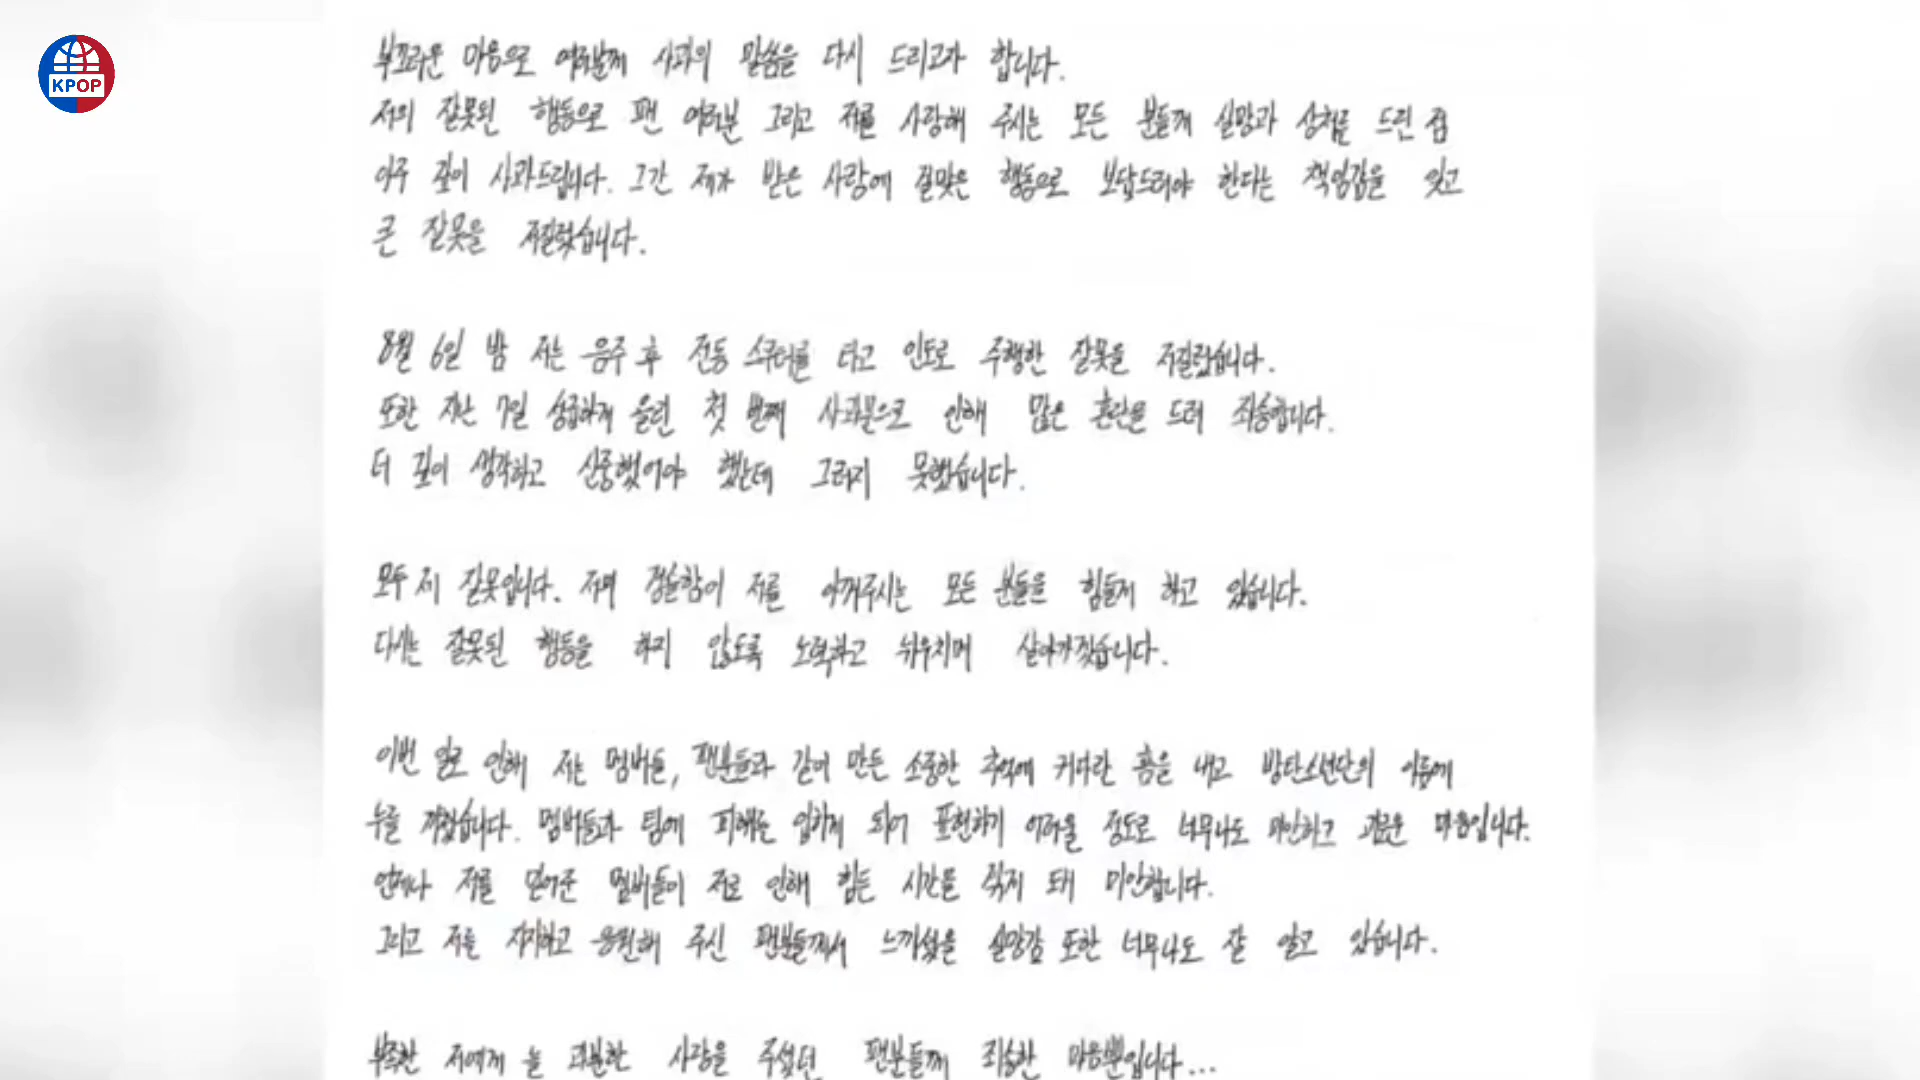 KPOP
부끄러운 마음으로 여러분께 사과의 말씀을 다시 드리고자 합니다.
저의 잘못된 행동으로 팬 여러분 그리고 저를 사랑해 주시는 모든 분들께 실망과 상처를 드린 점
아주 깊이 사과드립니다. 그간 제가 받은 사랑에 걸맞은 행동으로 보답드려야 한다는 책임감을 잊고
큰 잘못을 저질렀습니다.
8월 6일 밤 저는 음주 후 전동 스쿠터를 타고 인도로 주행한 잘못을 저질렀습니다.
또한 지난 7일 성급하게 올린 첫 번째 사과문으로 인해 많은 혼란을 드려 죄송합니다.
더 깊이 생각하고 신중했어야 했는데 그러지 못했습니다.
모두 제 잘못입니다. 저의 경솔함이 저를 아껴주시는 모든 분들을 힘들게 하고 있습니다.
다시는 잘못된 행동을 하지 않도록 노력하고 뉘우치며 살아가겠습니다.
이번 일로 인해 저는 멤버들, 팬분들과 같이 만든 소중한 추억에 커다란 흠을 내고 방탄소년단의 이름에
누를 끼쳤습니다. 멤버들과 팀에 피해를 입히게 되어 표현하기 어려울 정도로 너무나도 미안하고 괴로운 마음입니다.
언제나 저를 믿어준 멤버들이 저로 인해 힘든 시간을 겪게 돼 미안합니다.
그리고 저를 지지하고 응원해 주신 팬분들께서 느끼셨을 실망감 또한 너무나도 잘 알고 있습니다.
부족한 저에게 늘 과분한 사랑을 주셨던 팬분들께 죄송한 마음뿐입니다...